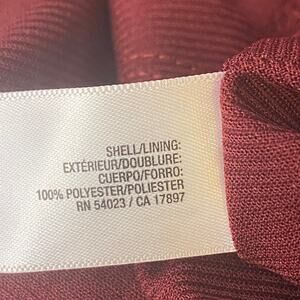 SHELL/LINING:
EXTÉRIEUR/DOUBLURE:
CUERPO/FORRO:
100% POLYESTER/POLIESTER
RN 54023 / CA 17897